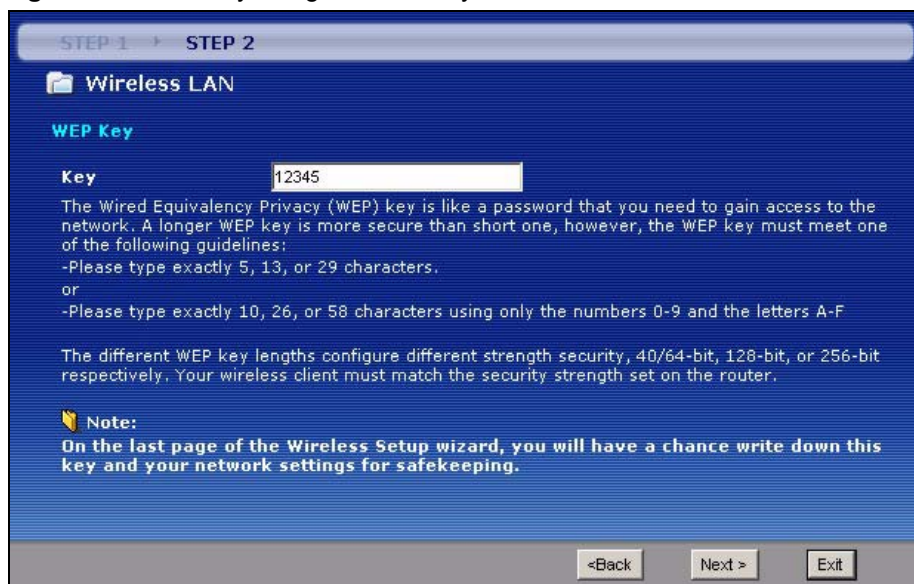 STEP 1 STEP 2
Wireless LAN
WEP Key
Key 12345
The Wired Equivalency Privacy (WEP) key is like a password that you need to gain access to the
network. A longer WEP key is more secure than short one, however, the WEP key must meet one
of the following guidelines:
-Please type exactly 5, 13, or 29 characters.
or
-Please type exactly 10, 26, or 58 characters using only the numbers 0-9 and the letters A-F
The different WEP key lengths configure different strength security, 40/64-bit, 128-bit, or 256-bit
respectively. Your wireless client must match the security strength set on the router.
Note:
On the last page of the Wireless Setup wizard, you will have a chance write down this
key and your network settings for safekeeping.
<Back Next > Exit